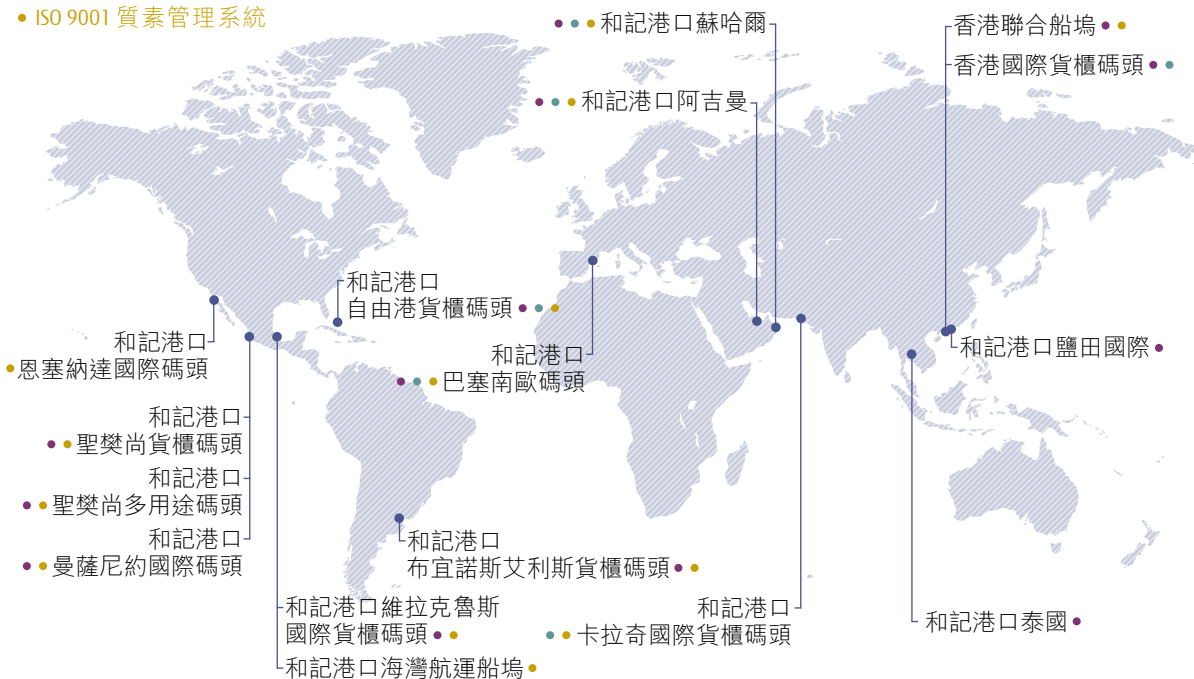 • ISO 9001 質素管理系統
和記港口蘇哈爾
香港聯合船塢
香港國際貨櫃碼頭
和記港口阿吉曼
和記港口
自由港貨櫃碼頭
和記港口
恩塞納達國際碼頭
和記港口
巴塞南歐碼頭
和記港口鹽田國際
和記港口
聖樊尚貨櫃碼頭
和記港口
聖樊尚多用途碼頭
和記港口
曼薩尼約國際碼頭
和記港口
布宜諾斯艾利斯貨櫃碼頭
和記港口維拉克魯斯
國際貨櫃碼頭
和記港口
卡拉奇國際貨櫃碼頭
和記港口泰國
和記港口海灣航運船塢